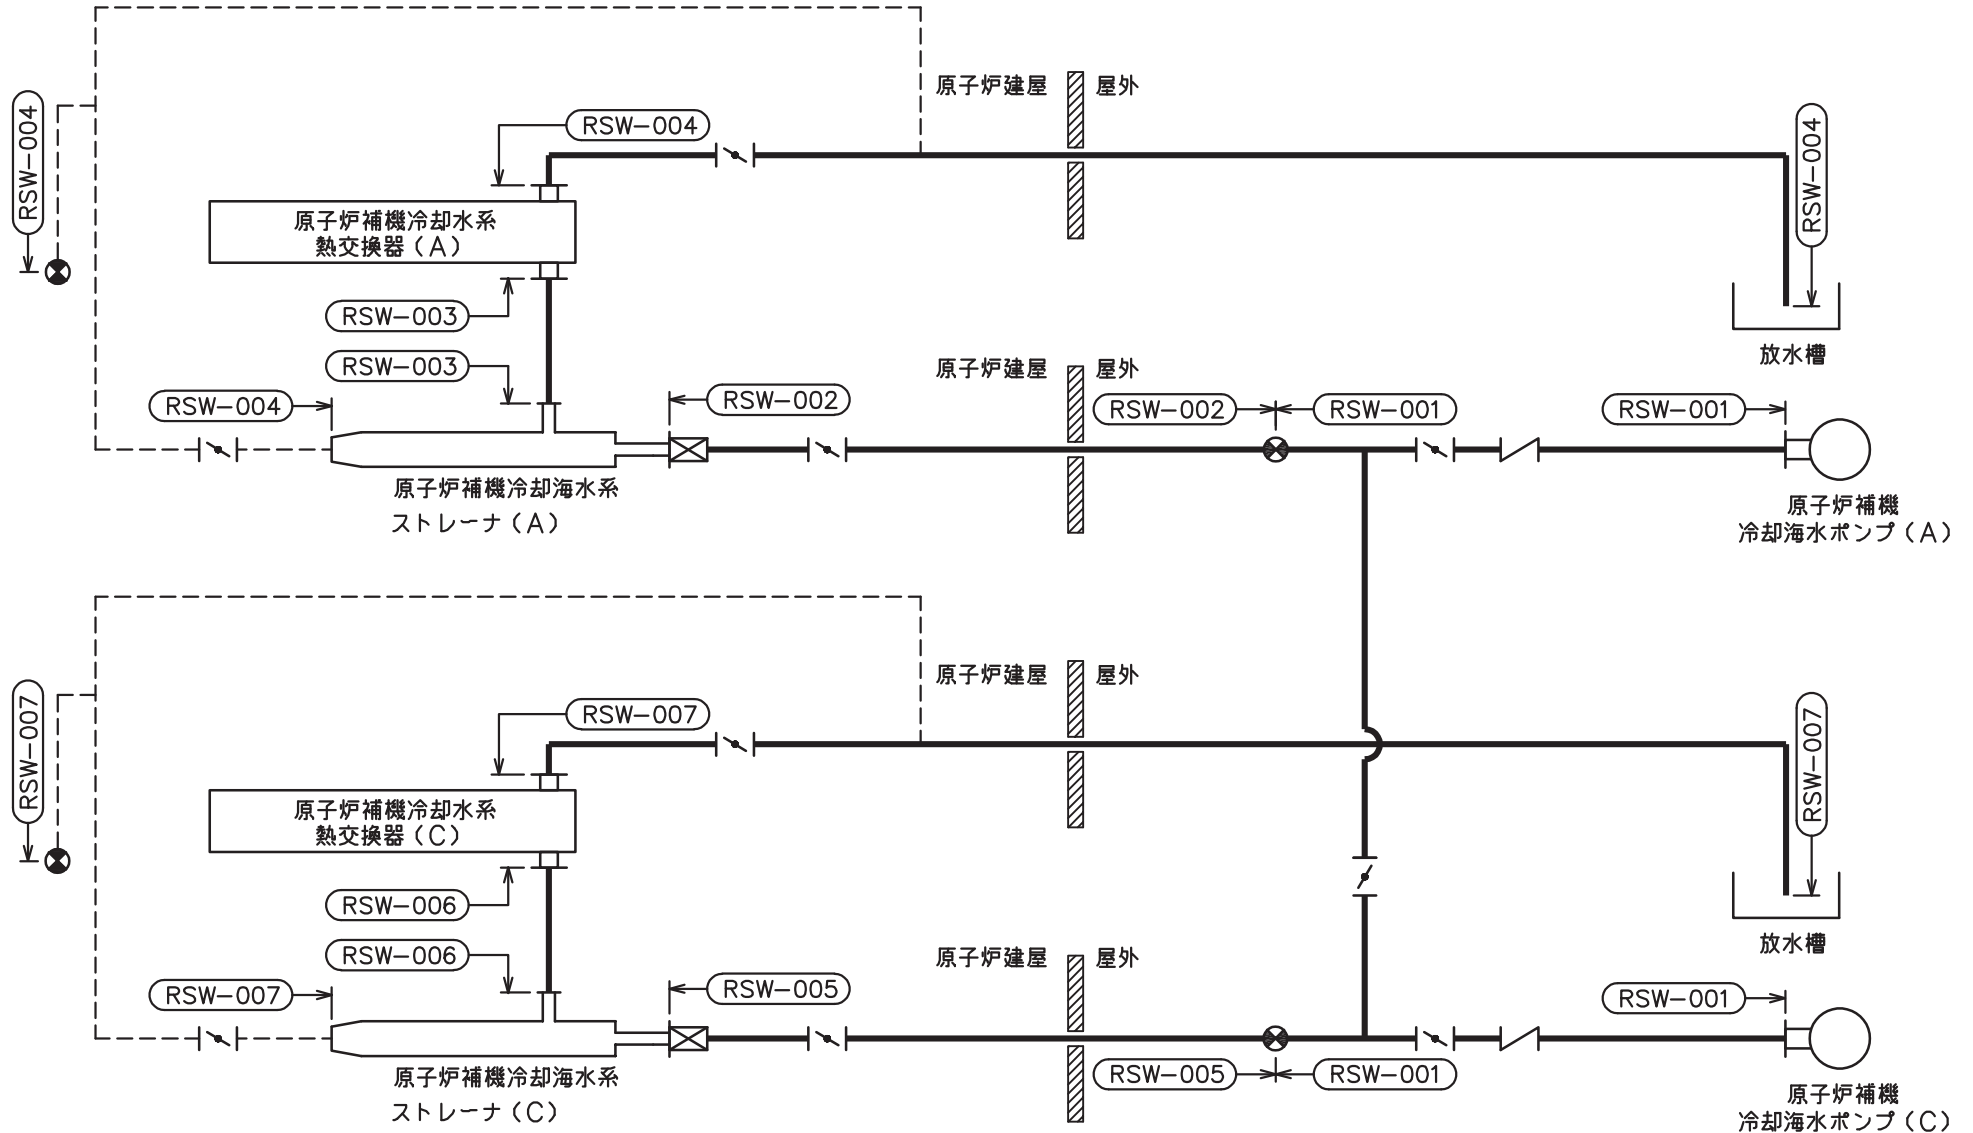 原子炉建屋
屋外
RSW-004
RSW-004
RSW-004
原子炉補機冷却水系
熱交換器(A)
RSW-003
RSW-003
放水槽
原子炉建屋
屋外
RSW-004
RSW-002
RSW-002
RSW-001
RSW-001
原子炉補機冷却海水系
ストレーナ(A)
原子炉補機
冷却海水ポンプ(A)
原子炉建屋
屋外
RSW-007
RSW-007
RSW-007
原子炉補機冷却水系
熱交換器(C)
RSW-006
RSW-006
放水槽
原子炉建屋
屋外
RSW-007
RSW-005
RSW-001
原子炉補機冷却海水系
ストレーナ(C)
RSW-005
RSW-001
原子炉補機
冷却海水ポンプ(C)